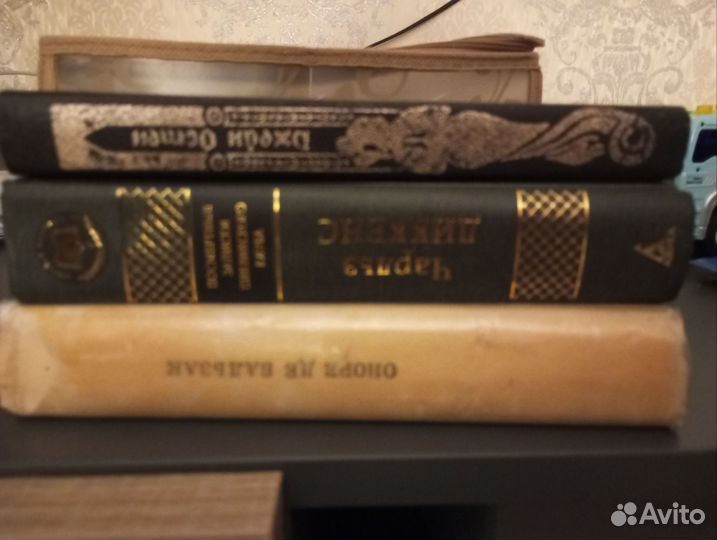 Джейн Остен
Чарльз
ДИККЕНС
ОНОРЕ ДЕ БАЛЬЗАК
Avito